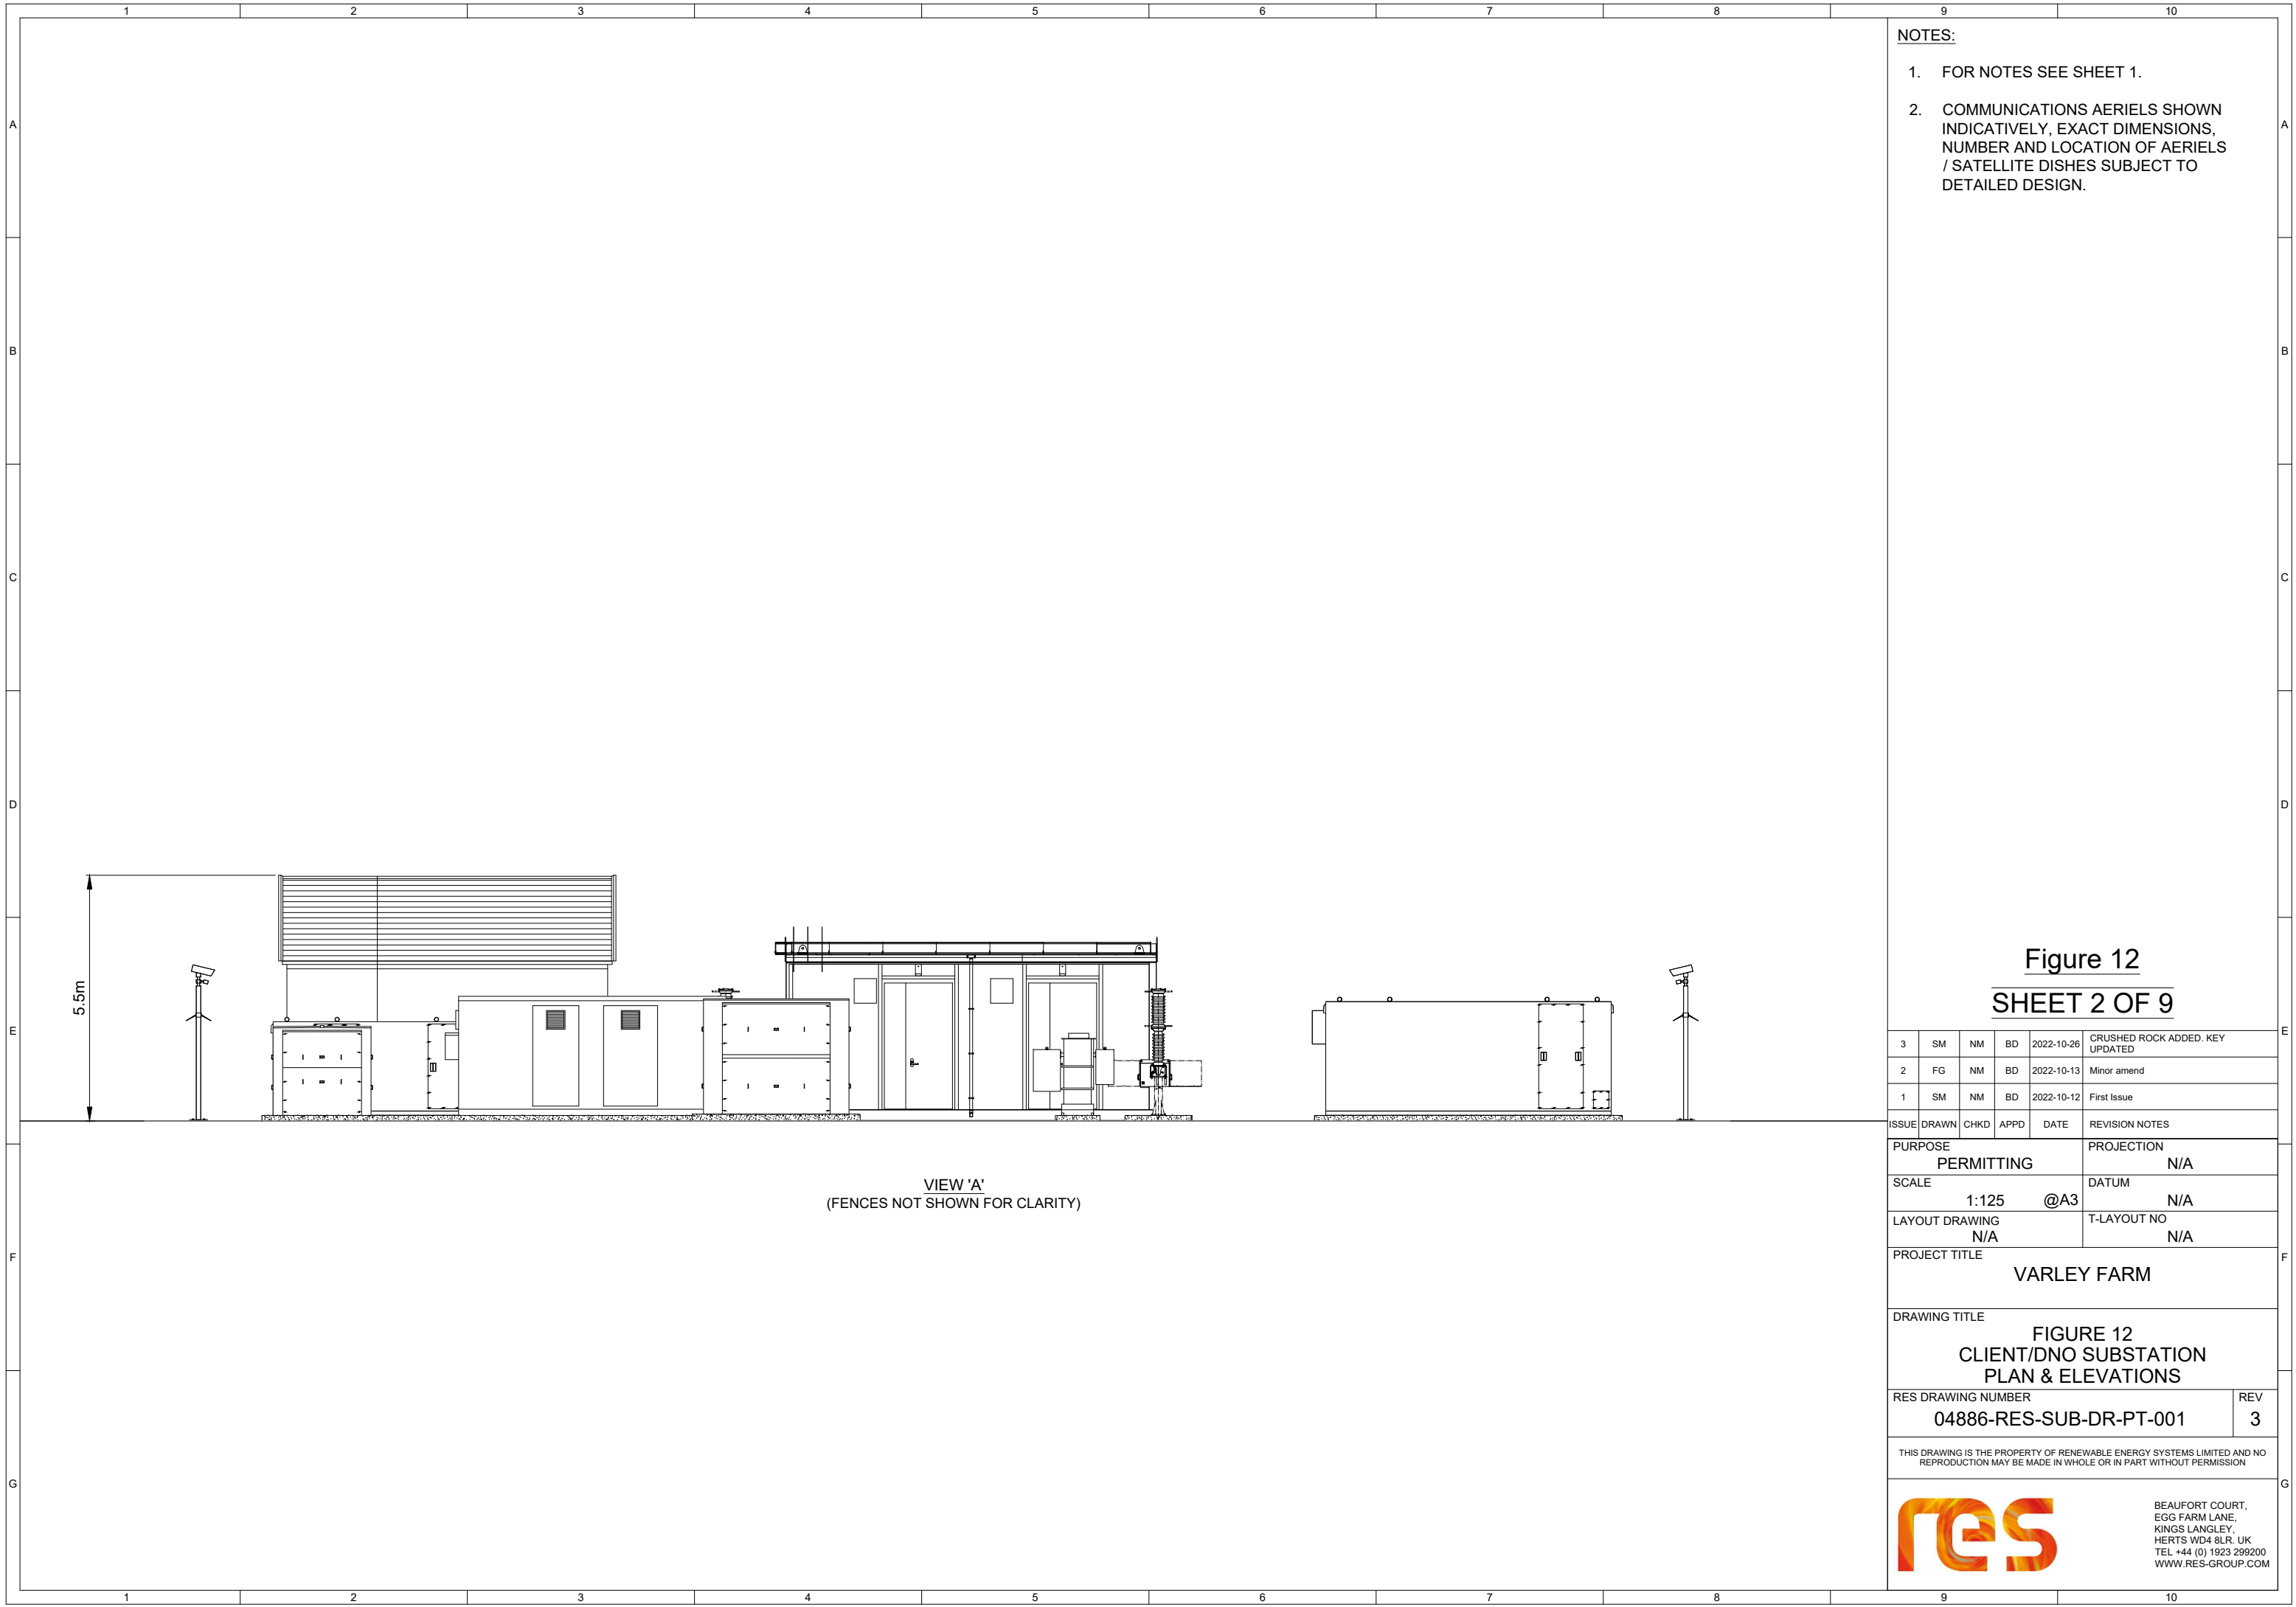 1 2 3 4 5 6 7 8 9 10
A A
B B
C C
D D
E E
F F
G G
NOTES:
1. FOR NOTES SEE SHEET 1.
2. COMMUNICATIONS AERIELS SHOWN
INDICATIVELY, EXACT DIMENSIONS,
NUMBER AND LOCATION OF AERIELS
/ SATELLITE DISHES SUBJECT TO
DETAILED DESIGN.
5.5m
VIEW 'A'
(FENCES NOT SHOWN FOR CLARITY)
Figure 12
SHEET 2 OF 9
3 SM NM BD 2022-10-26 CRUSHED ROCK ADDED. KEY
UPDATED
2 FG NM BD 2022-10-13 Minor amend
1 SM NM BD 2022-10-12 First Issue
ISSUE DRAWN CHKD APPD DATE REVISION NOTES
PURPOSE PROJECTION
PERMITTING N/A
SCALE DATUM
1:125 @A3 N/A
LAYOUT DRAWING T-LAYOUT NO
N/A N/A
PROJECT TITLE
VARLEY FARM
DRAWING TITLE
FIGURE 12
CLIENT/DNO SUBSTATION
PLAN & ELEVATIONS
RES DRAWING NUMBER REV
04886-RES-SUB-DR-PT-001 3
THIS DRAWING IS THE PROPERTY OF RENEWABLE ENERGY SYSTEMS LIMITED AND NO
REPRODUCTION MAY BE MADE IN WHOLE OR IN PART WITHOUT PERMISSION
res
BEAUFORT COURT,
EGG FARM LANE,
KINGS LANGLEY,
HERTS WD4 8LR. UK
TEL +44 (0) 1923 299200
WWW.RES-GROUP.COM
1 2 3 4 5 6 7 8 9 10